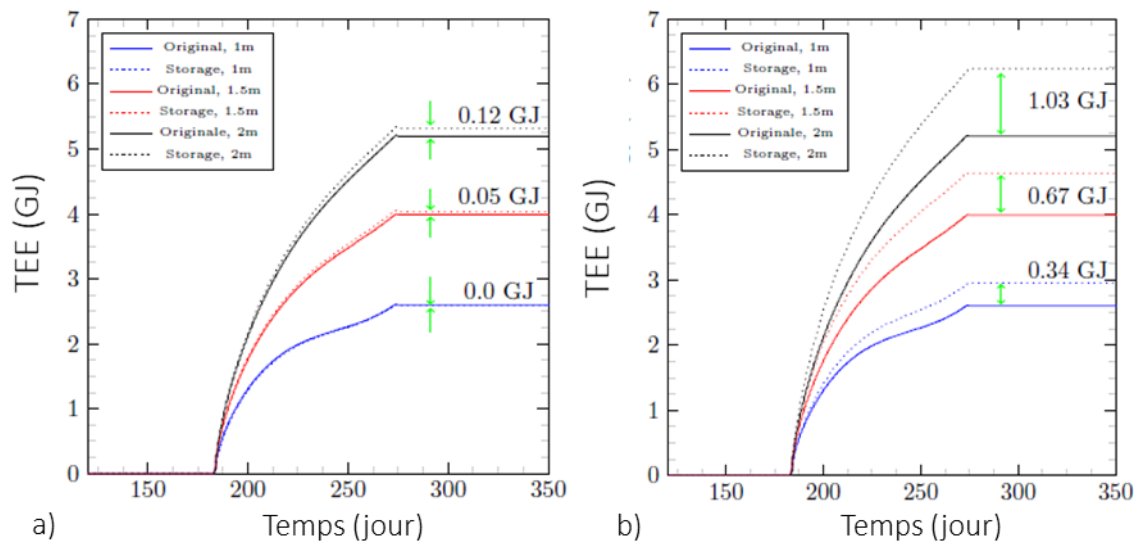 7
6
5
4
3
2
1
0
TEE (GJ)
Original, 1m
Storage, 1m
Original, 1.5m
Storage, 1.5m
Originale, 2m
Storage, 2m
0.12 GJ
0.05 GJ
0.0 GJ
150 200 250 300 350
a) Temps (jour)
7
6
5
4
3
2
1
0
TEE (GJ)
Original, 1m
Storage, 1m
Original, 1.5m
Storage, 1.5m
Originale, 2m
Storage, 2m
1.03 GJ
0.67 GJ
0.34 GJ
150 200 250 300 350
b) Temps (jour)